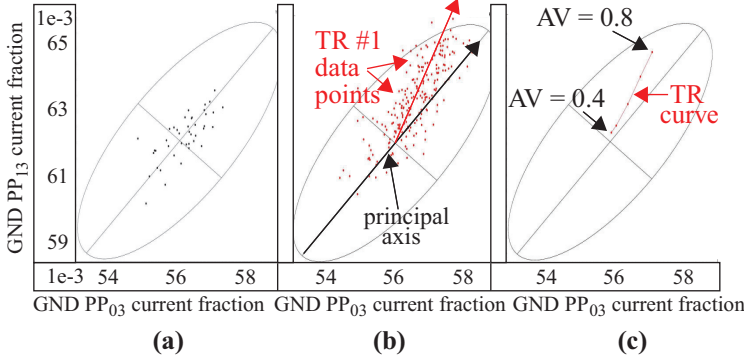 1e-3
65
63
61
59
GND PP13 current fraction
1e-3
54
56
58
GND PP03 current fraction
(a)
TR #1
data
points
principal
axis
56
58
54
GND PP03 current fraction
(b)
AV = 0.8
AV = 0.4
TR
curve
54
56
58
GND PP03 current fraction
(c)